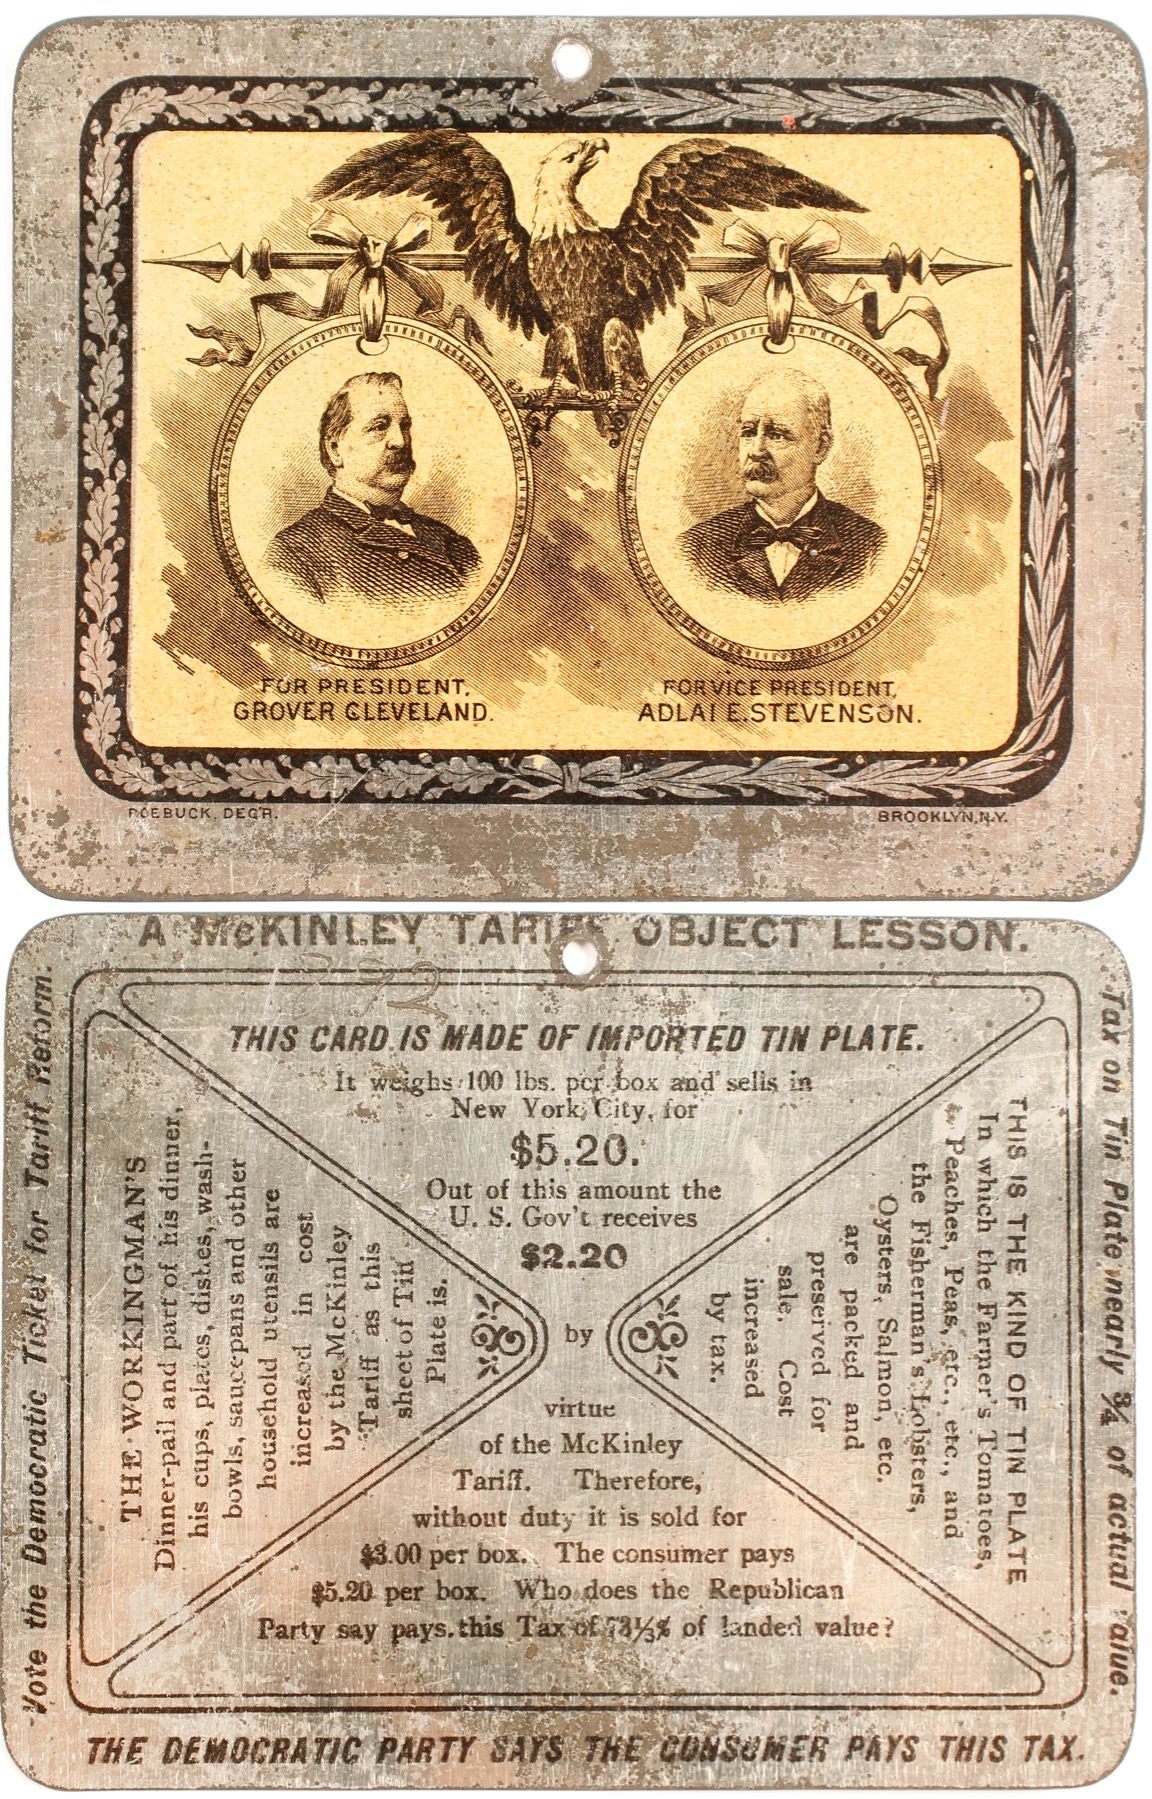 FOR PRESIDENT,
GROVER CLEVELAND.
FOR VICE PRESIDENT,
ADLAI E. STEVENSON.
ROEBUCK, DEC'R.
BROOKLYN, N.Y.
A McKINLEY TARIFF OBJECT LESSON.
292
THIS CARD IS MADE OF IMPORTED TIN PLATE.
It weighs 100 lbs. per box and sells in
New York City, for
$5.20.
Out of this amount the
U. S. Gov't receives
$2.20
by
virtue
of the McKinley
Tariff. Therefore,
without duty it is sold for
$3.00 per box. The consumer pays
$5.20 per box. Who does the Republican
Party say pays this Tax of 73⅓% of landed value?
THE WORKINGMAN'S
Dinner-pail and part of his dinner,
his cups, plates, dishes, wash-
bowls, saucepans and other
household utensils are
increased in cost
by the McKinley
Tariff as this
sheet of Tin
Plate is.
THIS IS THE KIND OF TIN PLATE
In which the Farmer's Tomatoes,
Peaches, Peas, etc., etc., and
the Fisherman's Lobsters,
Oysters, Salmon, etc.
are packed and
preserved for
sale. Cost
increased
by tax.
Vote the Democratic Ticket for Tariff Reform.
Tax on Tin Plate nearly ¾ of actual value.
THE DEMOCRATIC PARTY SAYS THE CONSUMER PAYS THIS TAX.